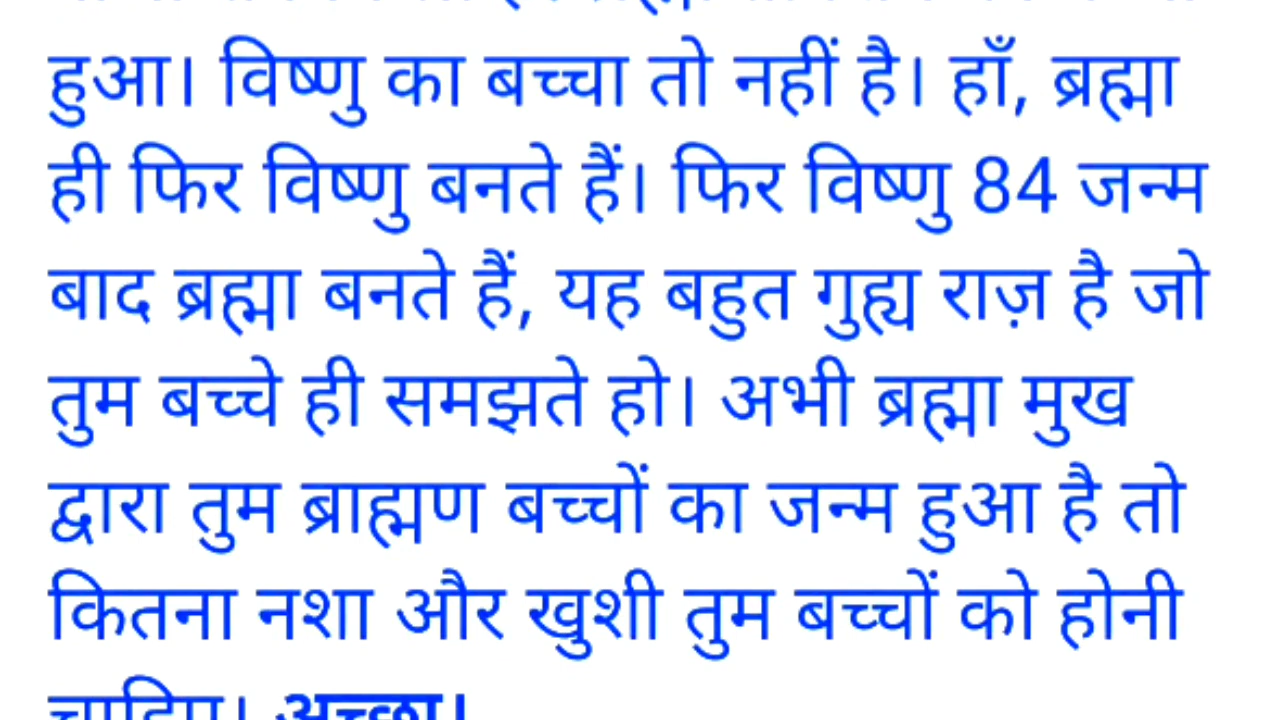 हुआ। विष्णु का बच्चा तो नहीं है। हाँ, ब्रह्मा
ही फिर विष्णु बनते हैं। फिर विष्णु 84 जन्म
बाद ब्रह्मा बनते हैं, यह बहुत गुह्य राज़ है जो
तुम बच्चे ही समझते हो। अभी ब्रह्मा मुख
द्वारा तुम ब्राह्मण बच्चों का जन्म हुआ है तो
कितना नशा और खुशी तुम बच्चों को होनी
चाहिए। अच्छा।